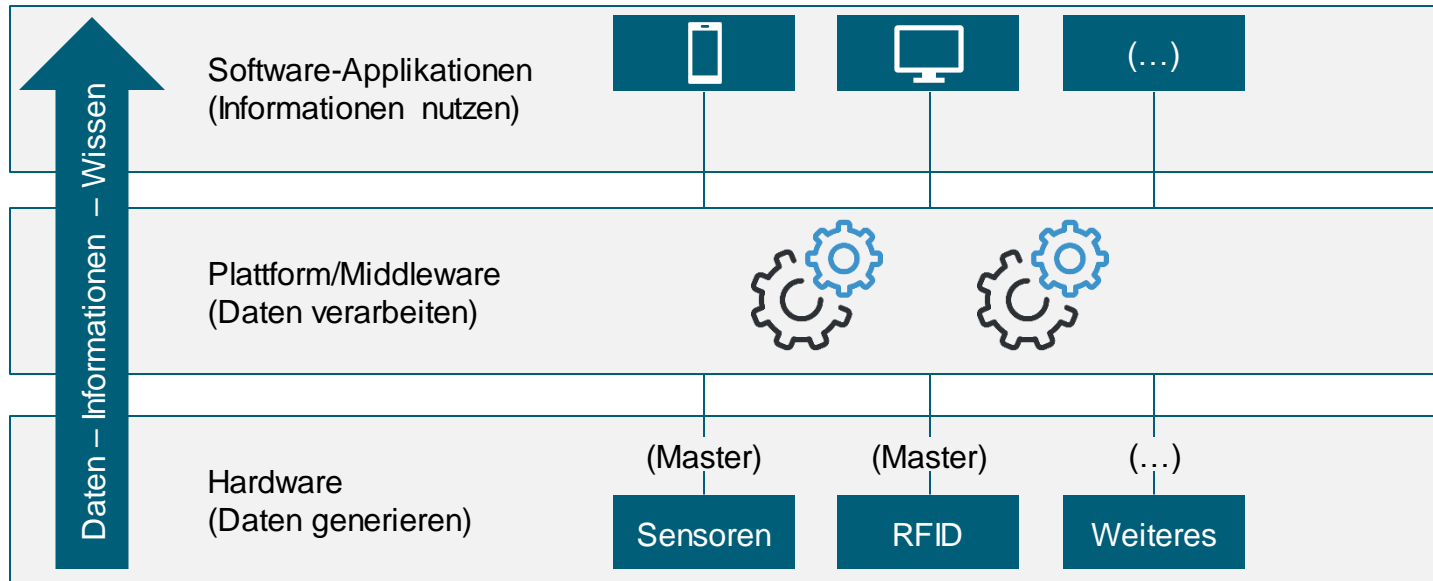 Daten – Informationen – Wissen
Software-Applikationen
(Informationen nutzen)
(…)
Plattform/Middleware
(Daten verarbeiten)
Hardware
(Daten generieren)
(Master)
(Master)
(…)
Sensoren
RFID
Weiteres